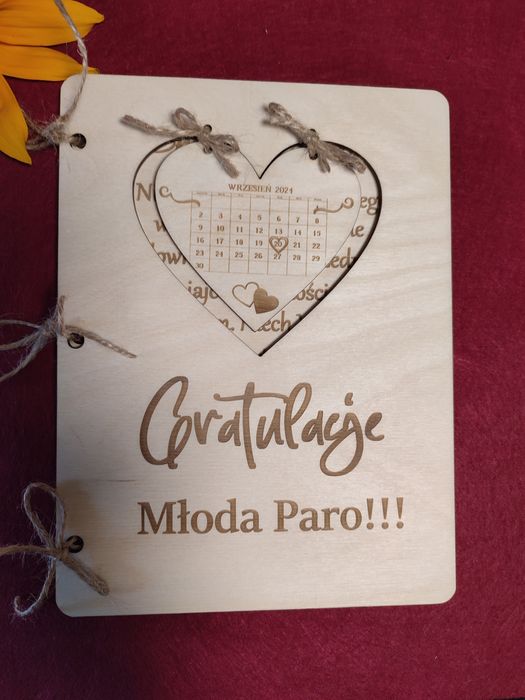 WRZESIEŃ 2024
2 3 4 5 6 7 8
9 10 11 12 13 14 15
16 17 18 19 20 21 22
23 24 25 26 27 28 29
30
Gratulacje
Młoda Paro!!!